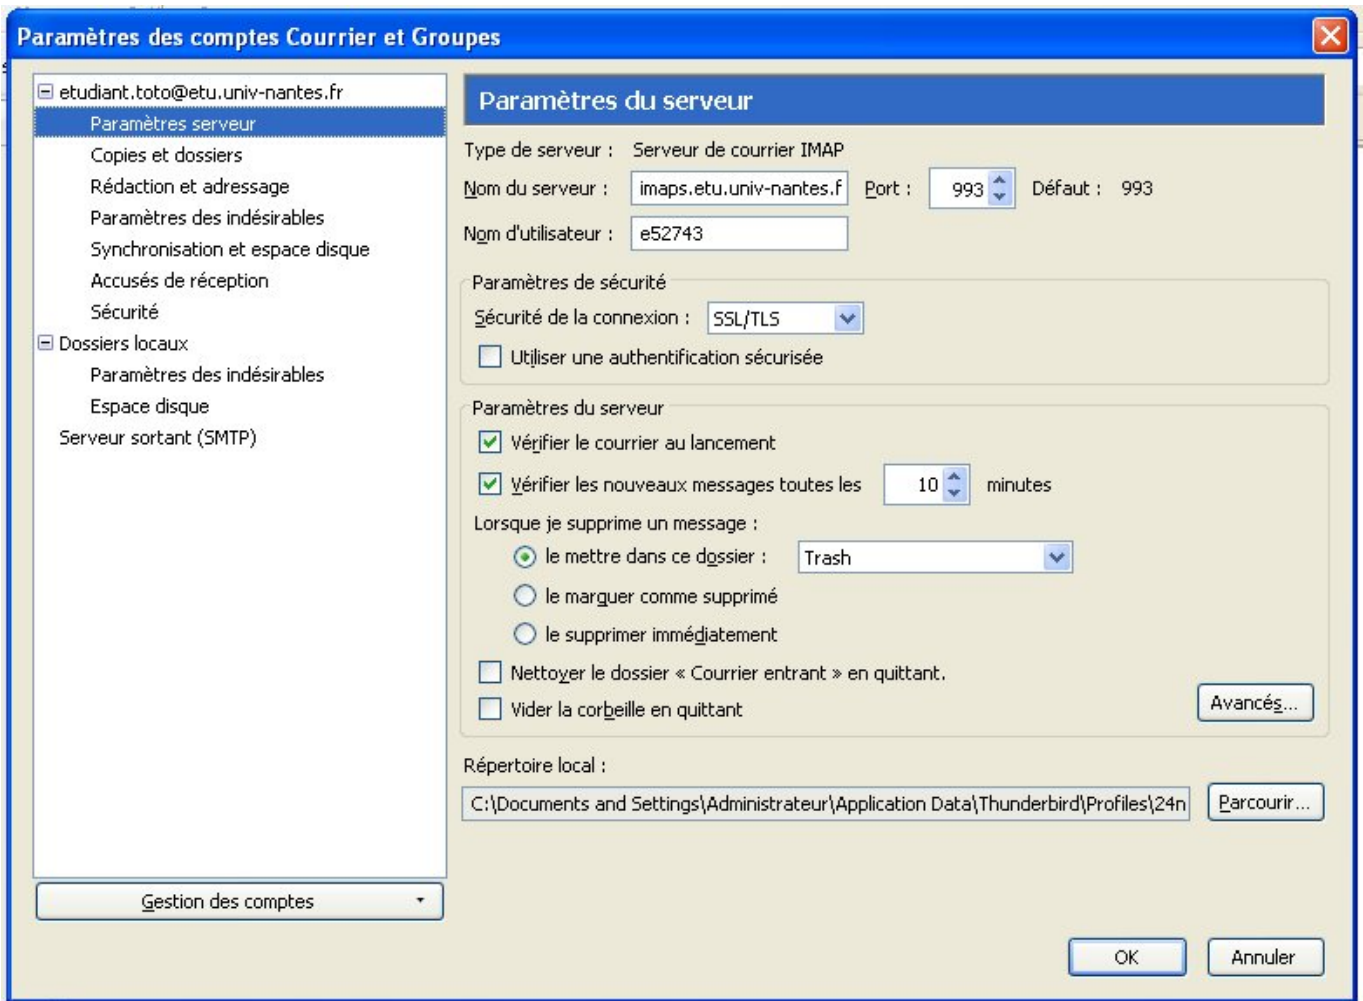 Paramètres des comptes Courrier et Groupes
etudiant.toto@etu.univ-nantes.fr
Paramètres serveur
Copies et dossiers
Rédaction et adressage
Paramètres des indésirables
Synchronisation et espace disque
Accusés de réception
Sécurité
Dossiers locaux
Paramètres des indésirables
Espace disque
Serveur sortant (SMTP)
Gestion des comptes
Paramètres du serveur
Type de serveur : Serveur de courrier IMAP
Nom du serveur : imaps.etu.univ-nantes.f Port : 993 Défaut : 993
Nom d'utilisateur : e52743
Paramètres de sécurité
Sécurité de la connexion : SSL/TLS
Utiliser une authentification sécurisée
Paramètres du serveur
Vérifier le courrier au lancement
Vérifier les nouveaux messages toutes les 10 minutes
Lorsque je supprime un message :
le mettre dans ce dossier : Trash
le marquer comme supprimé
le supprimer immédiatement
Nettoyer le dossier « Courrier entrant » en quittant.
Vider la corbeille en quittant
Avancés...
Répertoire local :
C:\Documents and Settings\Administrateur\Application Data\Thunderbird\Profiles\24n Parcourir...
OK Annuler